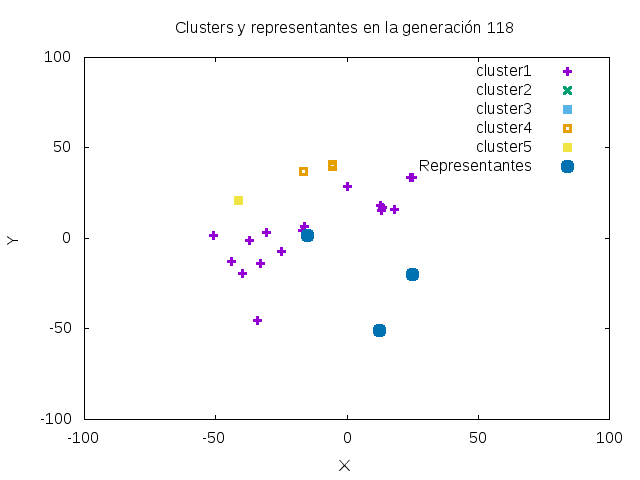 Clusters y representantes en la generación 118
100
50
0
-50
-100
-100
-50
0
50
100
X
Y
cluster1
cluster2
cluster3
cluster4
cluster5
Representantes